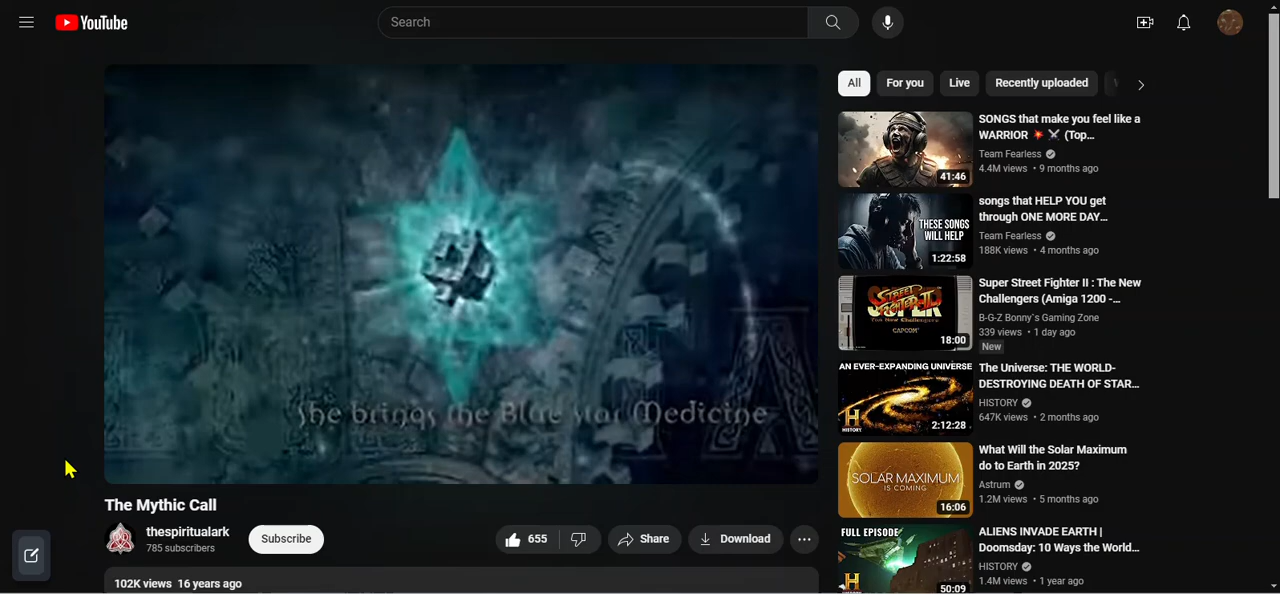 YouTube
Search
She brings the Blue Star Medicine
The Mythic Call
thespiritualark
785 subscribers
Subscribe
655
Share
Download
102K views 16 years ago
All
For you
Live
Recently uploaded
41:46
SONGS that make you feel like a
WARRIOR 💥 ⚔️ (Top...
Team Fearless
4.4M views • 9 months ago
THESE SONGS
WILL HELP
1:22:58
songs that HELP YOU get
through ONE MORE DAY...
Team Fearless
188K views • 4 months ago
STREET
FIGHTER II
CAPCOM
18:00
Super Street Fighter II : The New
Challengers (Amiga 1200 -...
B-G-Z Bonny`s Gaming Zone
339 views • 1 day ago
New
AN EVER-EXPANDING UNIVERSE
H
HISTORY.
2:12:28
The Universe: THE WORLD-
DESTROYING DEATH OF STAR...
HISTORY
647K views • 2 months ago
SOLAR MAXIMUM
IS COMING
16:06
What Will the Solar Maximum
do to Earth in 2025?
Astrum
1.2M views • 5 months ago
FULL EPISODE
H
50:09
ALIENS INVADE EARTH |
Doomsday: 10 Ways the World...
HISTORY
1.4M views • 1 year ago